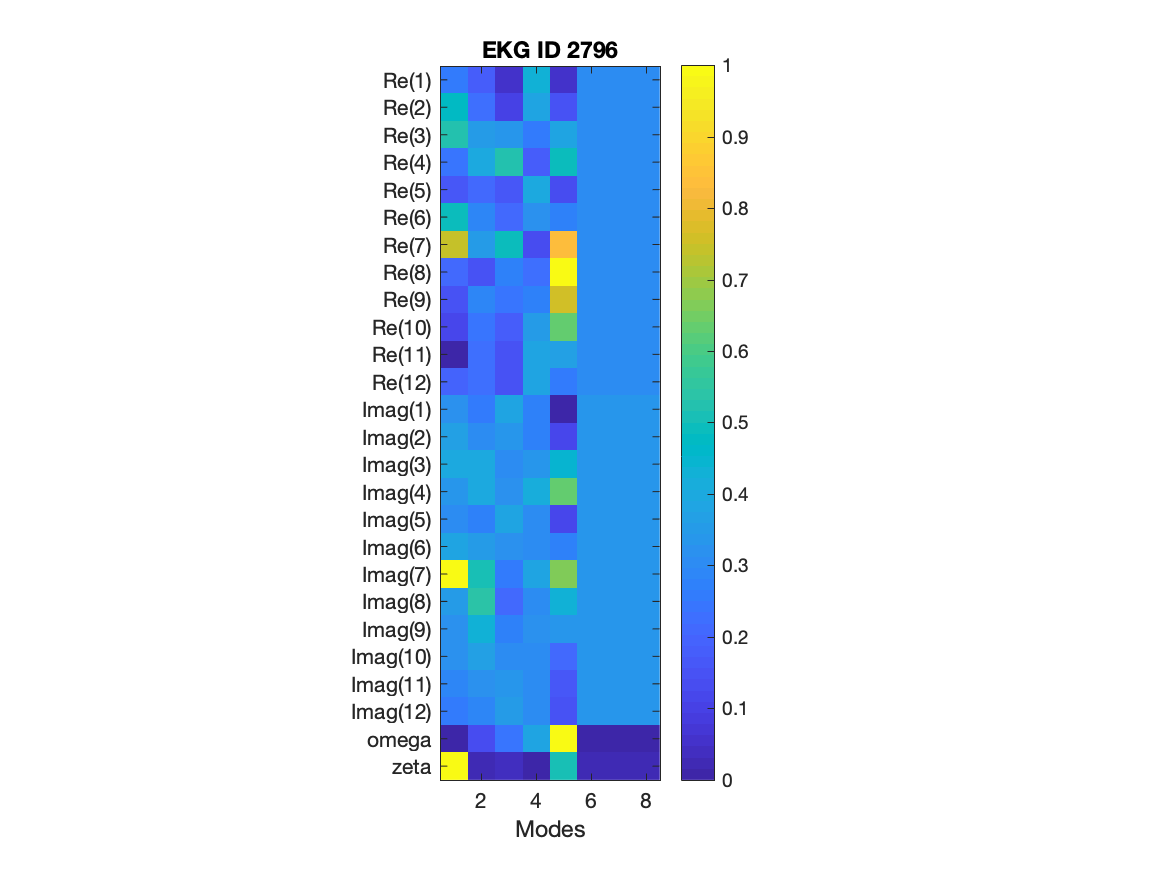 EKG ID 2796
Re(1)
Re(2)
Re(3)
Re(4)
Re(5)
Re(6)
Re(7)
Re(8)
Re(9)
Re(10)
Re(11)
Re(12)
Imag(1)
Imag(2)
Imag(3)
Imag(4)
Imag(5)
Imag(6)
Imag(7)
Imag(8)
Imag(9)
Imag(10)
Imag(11)
Imag(12)
omega
zeta
2 4 6 8
Modes
1
0.9
0.8
0.7
0.6
0.5
0.4
0.3
0.2
0.1
0